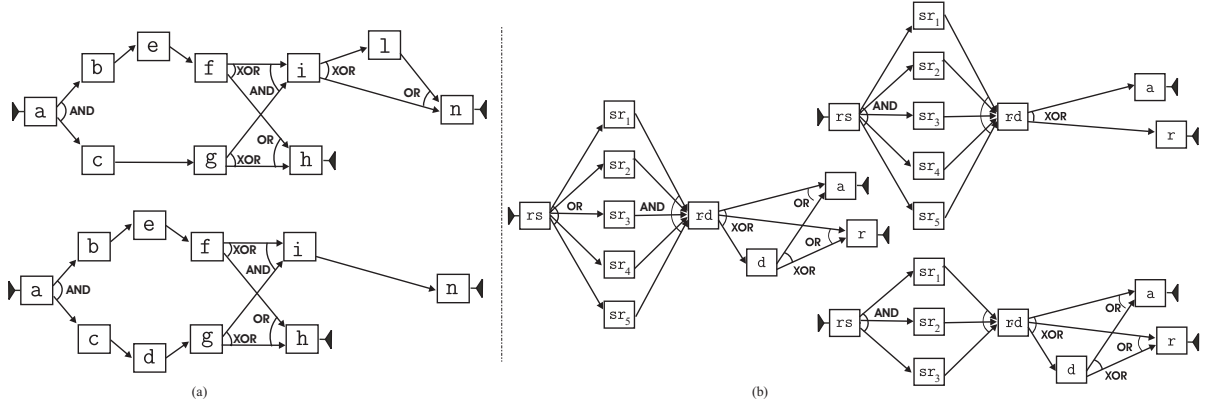 e
b
f
XOR
i
l
XOR
AND
a
AND
OR
n
OR
c
g
XOR
h
e
b
f
XOR
i
AND
a
AND
n
OR
c
d
g
XOR
h
(a)
sr1
sr2
rs
OR
sr3
AND
rd
XOR
sr4
sr5
OR
a
OR
r
d
XOR
sr1
sr2
rs
AND
sr3
rd
XOR
a
r
sr4
sr5
sr1
AND
rs
sr2
rd
XOR
sr3
OR
a
OR
r
d
XOR
(b)